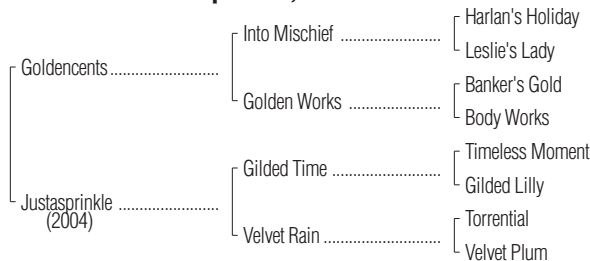 Harlan's Holiday
Into Mischief ......................
Leslie's Lady
Goldencents........................
Banker's Gold
Golden Works ....................
Body Works
Timeless Moment
Gilded Time ........................
Gilded Lilly
Justasprinkle ......................
(2004)
Torrential
Velvet Rain..........................
Velvet Plum